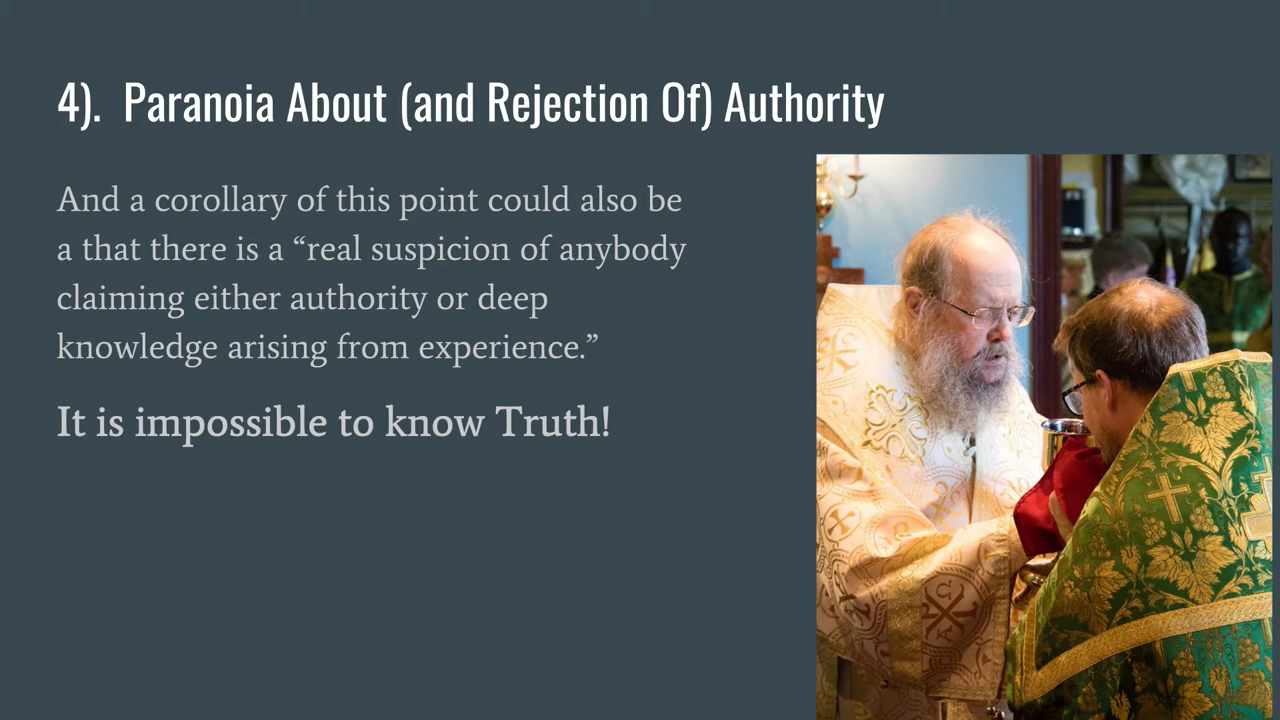 4). Paranoia About (and Rejection Of) Authority
And a corollary of this point could also be
a that there is a “real suspicion of anybody
claiming either authority or deep
knowledge arising from experience.”
It is impossible to know Truth!